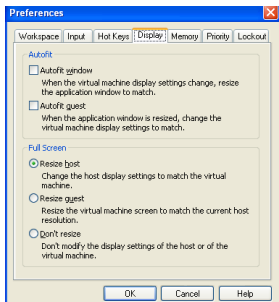 Preferences
Workspace Input Hot Keys Display Memory Priority Lockout
Autofit
Autofit window
When the virtual machine display settings change, resize
the application window to match.
Autofit guest
When the application window is resized, change the
virtual machine display settings to match.
Full Screen
Resize host
Change the host display settings to match the virtual
machine.
Resize guest
Resize the virtual machine screen to match the current host
resolution.
Don't resize
Don't modify the display settings of the host or of the
virtual machine.
OK Cancel Help